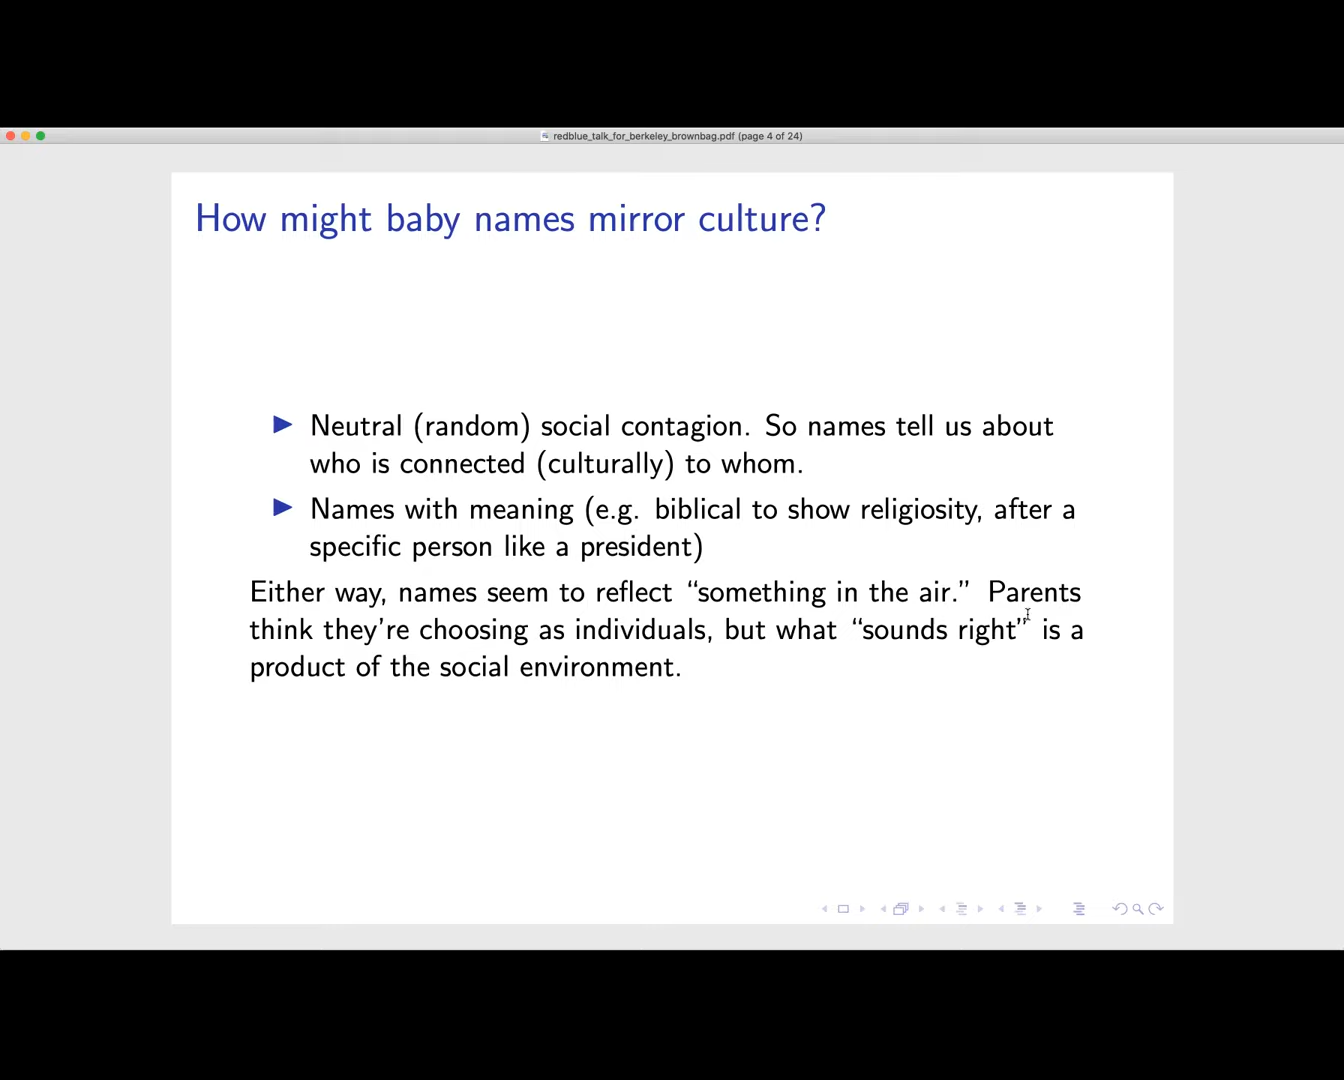 redblue_talk_for_berkeley_brownbag.pdf (page 4 of 24)
How might baby names mirror culture?
Neutral (random) social contagion. So names tell us about
who is connected (culturally) to whom.
Names with meaning (e.g. biblical to show religiosity, after a
specific person like a president)
Either way, names seem to reflect “something in the air.” Parents
think they’re choosing as individuals, but what “sounds right” is a
product of the social environment.